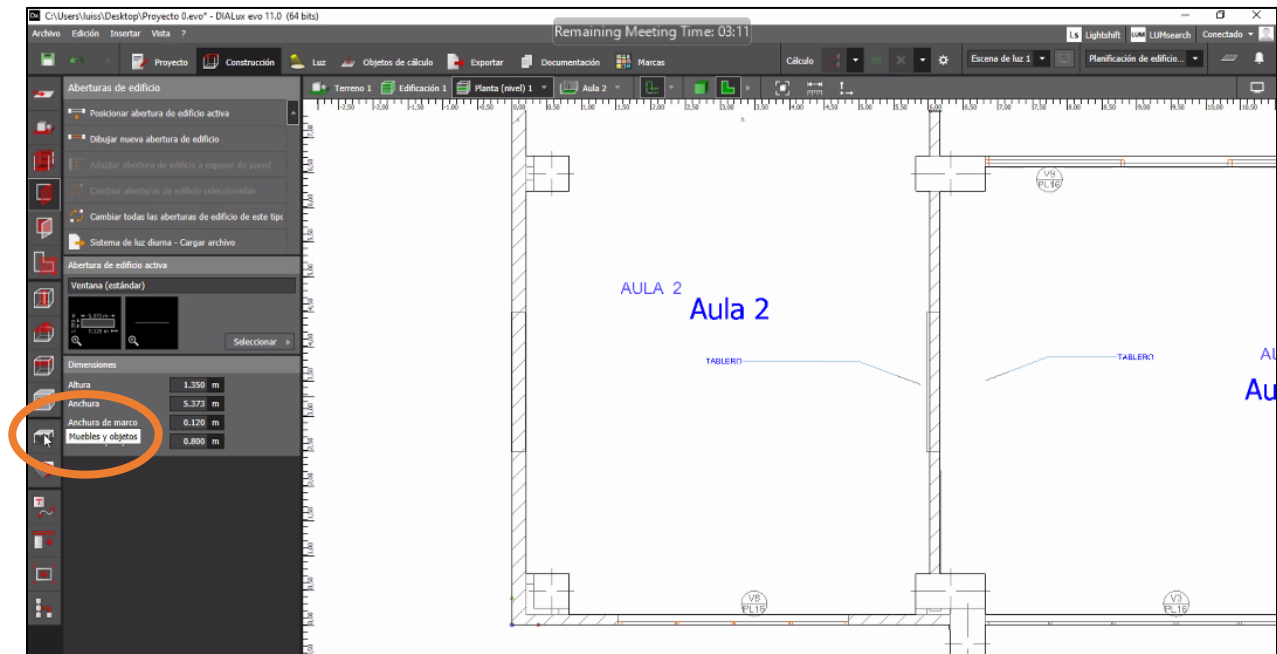 C:\Users\luiss\Desktop\Proyecto 0.evo* - DIALux evo 11.0 (64 bits)
Remaining Meeting Time: 03:11
Archivo Edición Insertar Vista ?
Ls Lightshift LUM LUMsearch Conectado
Proyecto Construcción Luz Objetos de cálculo Exportar Documentación Marcas Cálculo Escena de luz 1 Planificación de edificio...
Aberturas de edificio
Terreno 1 Edificación 1 Planta (nivel) 1 Aula 2
Posicionar abertura de edificio activa
Dibujar nueva abertura de edificio
Adaptar abertura de edificio a espesor de pared
Cambiar aberturas de edificio seleccionadas
Cambiar todas las aberturas de edificio de este tipo
Sistema de luz diurna - Cargar archivo
Abertura de edificio activa
Ventana (estándar)
Seleccionar
Dimensiones
Altura 1.350 m
Anchura 5.373 m
Anchura de marco 0.120 m
Muebles y objetos 0.800 m
V9
PL16
AULA 2
Aula 2
TABLERO
TABLERO
AU
V6
PL15
V3
PL16